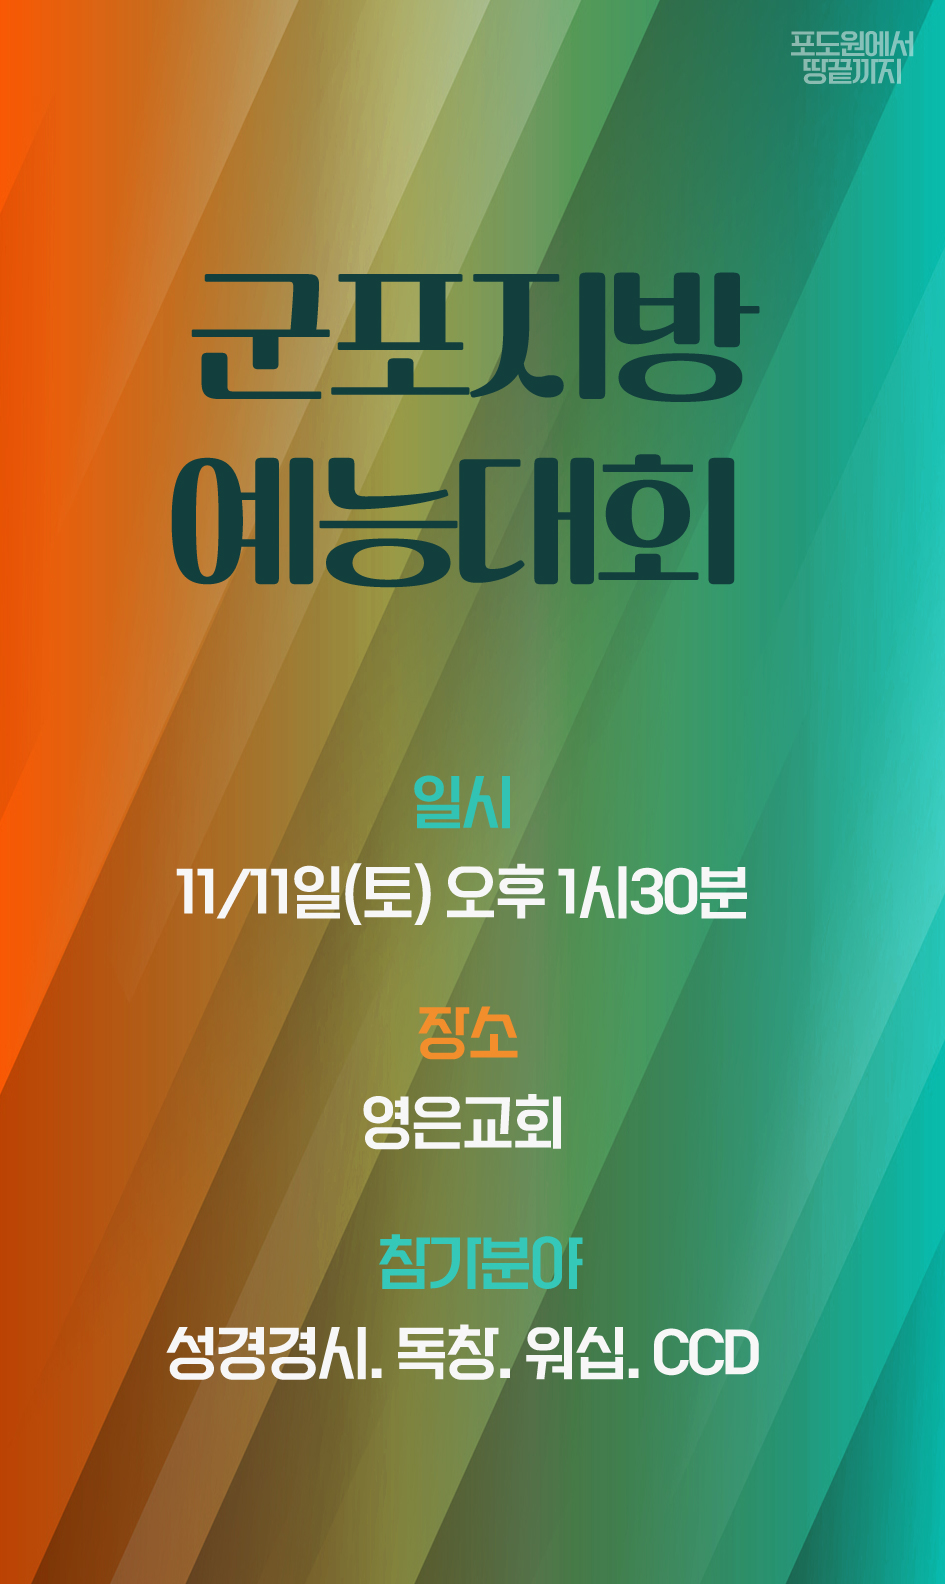 포도원에서
땅끝까지
군포지방
예능대회
일시
11/11일(토) 오후 1시30분
장소
영은교회
참가분야
성경경시. 독창. 워십. CCD